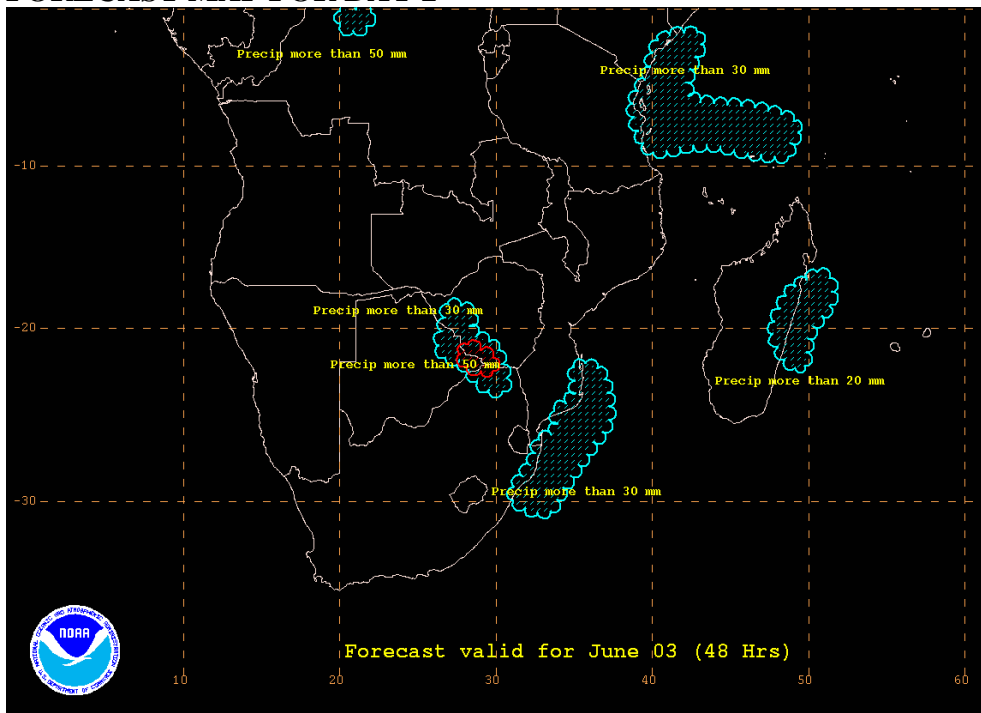 Precip more than 50 mm
Precip more than 30 mm
-10
Precip more than 30 mm
-20
Precip more than 50 mm
Precip more than 20 mm
Precip more than 30 mm
-30
NOAA
Forecast valid for June 03 (48 Hrs)
10
20
30
40
50
60